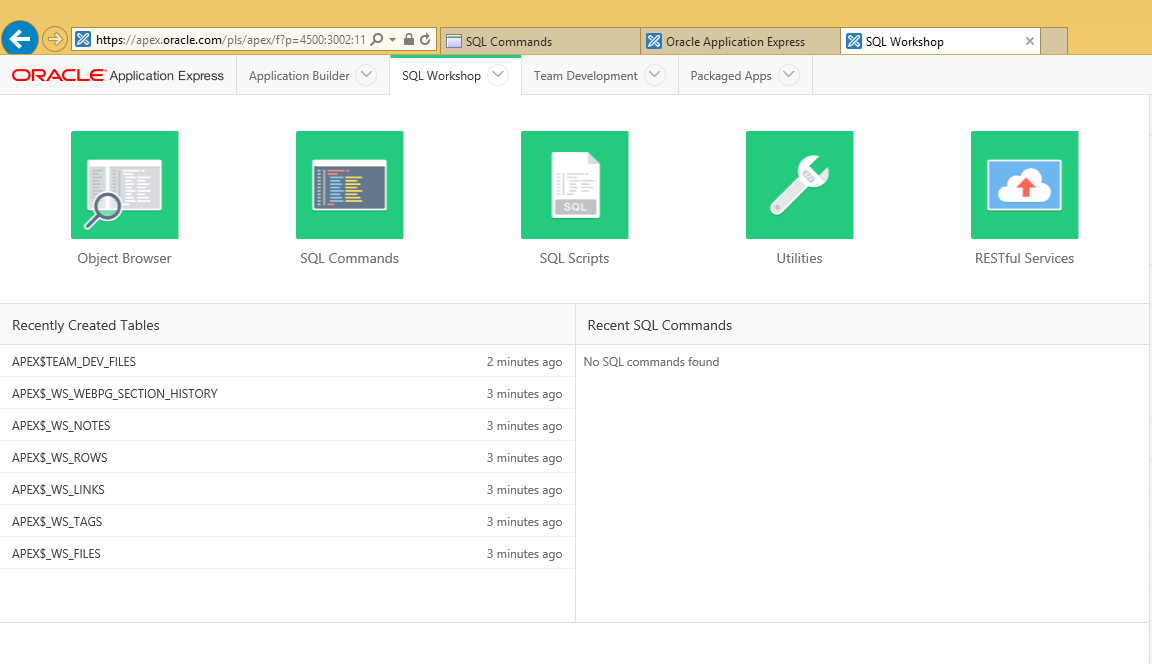 https://apex.oracle.com/pls/apex/f?p=4500:3002:11
SQL Commands
Oracle Application Express
SQL Workshop
ORACLE Application Express
Application Builder
SQL Workshop
Team Development
Packaged Apps
SQL
Object Browser
SQL Commands
SQL Scripts
Utilities
RESTful Services
Recently Created Tables
Recent SQL Commands
APEX$TEAM_DEV_FILES 2 minutes ago
No SQL commands found
APEX$_WS_WEBPG_SECTION_HISTORY 3 minutes ago
APEX$_WS_NOTES 3 minutes ago
APEX$_WS_ROWS 3 minutes ago
APEX$_WS_LINKS 3 minutes ago
APEX$_WS_TAGS 3 minutes ago
APEX$_WS_FILES 3 minutes ago